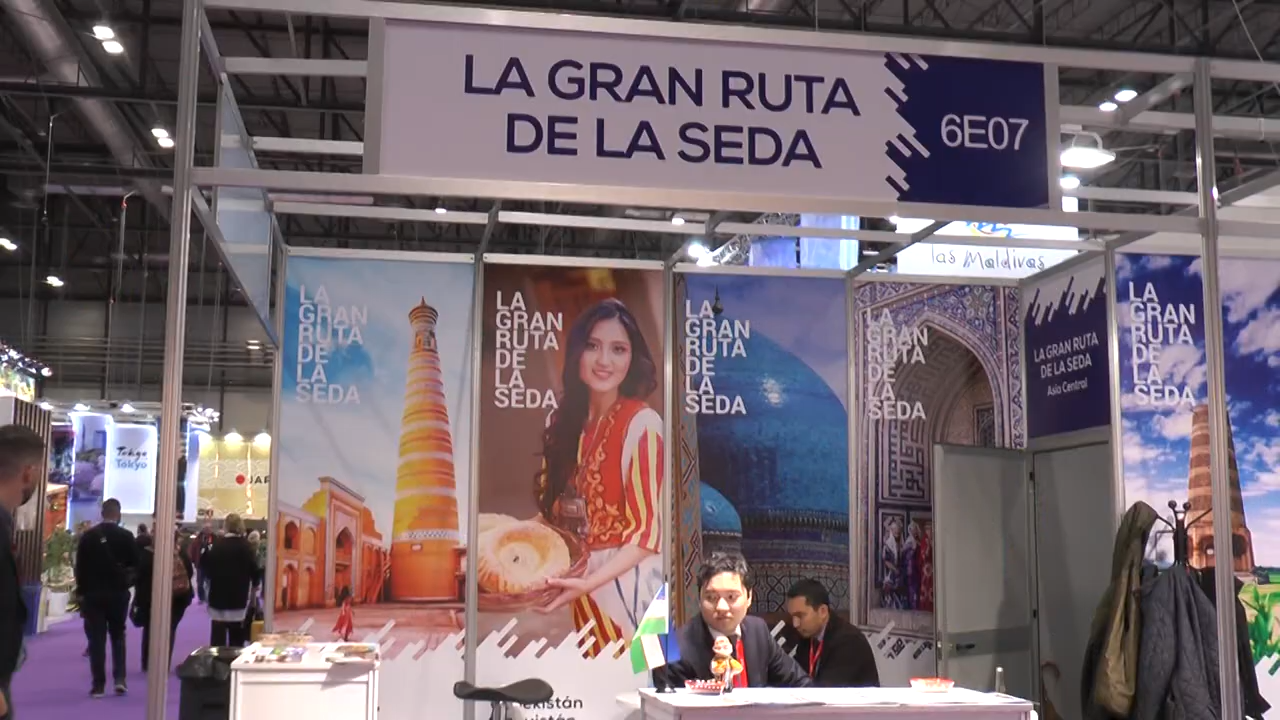 LA GRAN RUTA
DE LA SEDA
6E07
las Maldivas
LA
GRAN
RUTA
DE
LA
SEDA
LA
GRAN
RUTA
DE
LA
SEDA
LA
GRAN
RUTA
DE
LA
SEDA
LA
GRAN
RUTA
DE
LA
SEDA
LA GRAN RUTA
DE LA SEDA
Asia Central
LA
GRAN
RUTA
DE
LA
SEDA
Tokyo
Tokyo